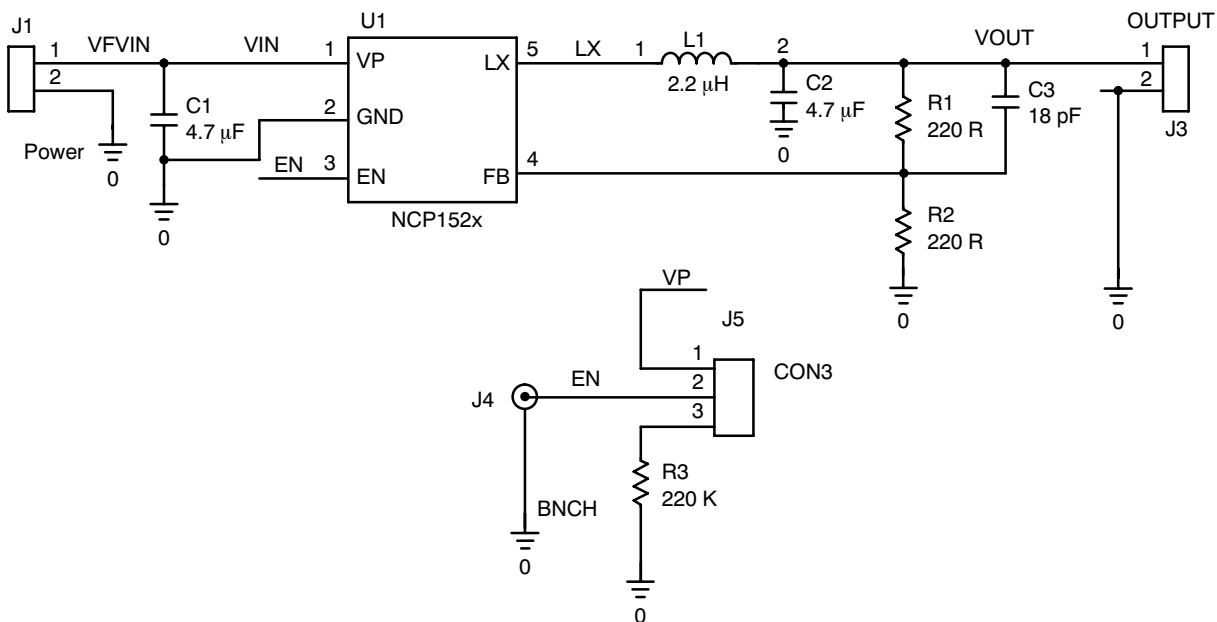 J1
U1
OUTPUT
1 VFVIN VIN 1 VP LX 5 LX 1 L1 2 VOUT 1
2 2.2 μH 2
C1
4.7 μF
2 GND
C2
4.7 μF
0
R1
220 R
C3
18 pF
J3
Power
0
EN 3 EN FB 4
0
NCP152x
R2
220 R
0
0
VP
J5
1
CON3
EN 2
J4
3
R3
220 K
BNCH
0
0